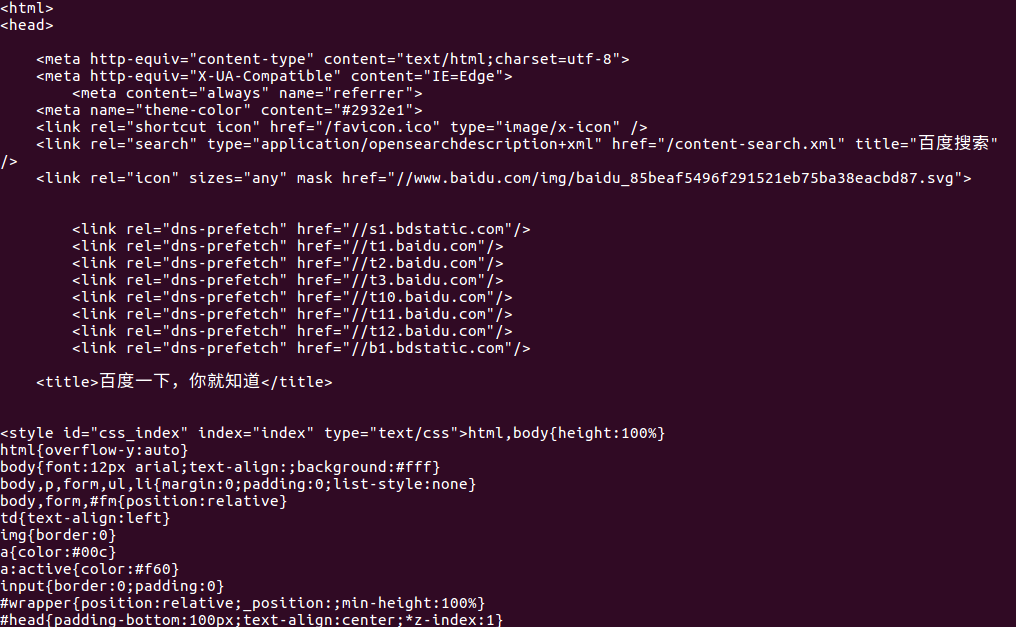 <html>
<head>
<meta http-equiv="content-type" content="text/html;charset=utf-8">
<meta http-equiv="X-UA-Compatible" content="IE=Edge">
<meta content="always" name="referrer">
<meta name="theme-color" content="#2932e1">
<link rel="shortcut icon" href="/favicon.ico" type="image/x-icon" />
<link rel="search" type="application/opensearchdescription+xml" href="/content-search.xml" title="百度搜索"
/>
<link rel="icon" sizes="any" mask href="//www.baidu.com/img/baidu_85beaf5496f291521eb75ba38eacbd87.svg">
<link rel="dns-prefetch" href="//s1.bdstatic.com"/>
<link rel="dns-prefetch" href="//t1.baidu.com"/>
<link rel="dns-prefetch" href="//t2.baidu.com"/>
<link rel="dns-prefetch" href="//t3.baidu.com"/>
<link rel="dns-prefetch" href="//t10.baidu.com"/>
<link rel="dns-prefetch" href="//t11.baidu.com"/>
<link rel="dns-prefetch" href="//t12.baidu.com"/>
<link rel="dns-prefetch" href="//b1.bdstatic.com"/>
<title>百度一下，你就知道</title>
<style id="css_index" index="index" type="text/css">html,body{height:100%}
html{overflow-y:auto}
body{font:12px arial;text-align:;background:#fff}
body,p,form,ul,li{margin:0;padding:0;list-style:none}
body,form,#fm{position:relative}
td{text-align:left}
img{border:0}
a{color:#00c}
a:active{color:#f60}
input{border:0;padding:0}
#wrapper{position:relative;_position:;min-height:100%}
#head{padding-bottom:100px;text-align:center;*z-index:1}